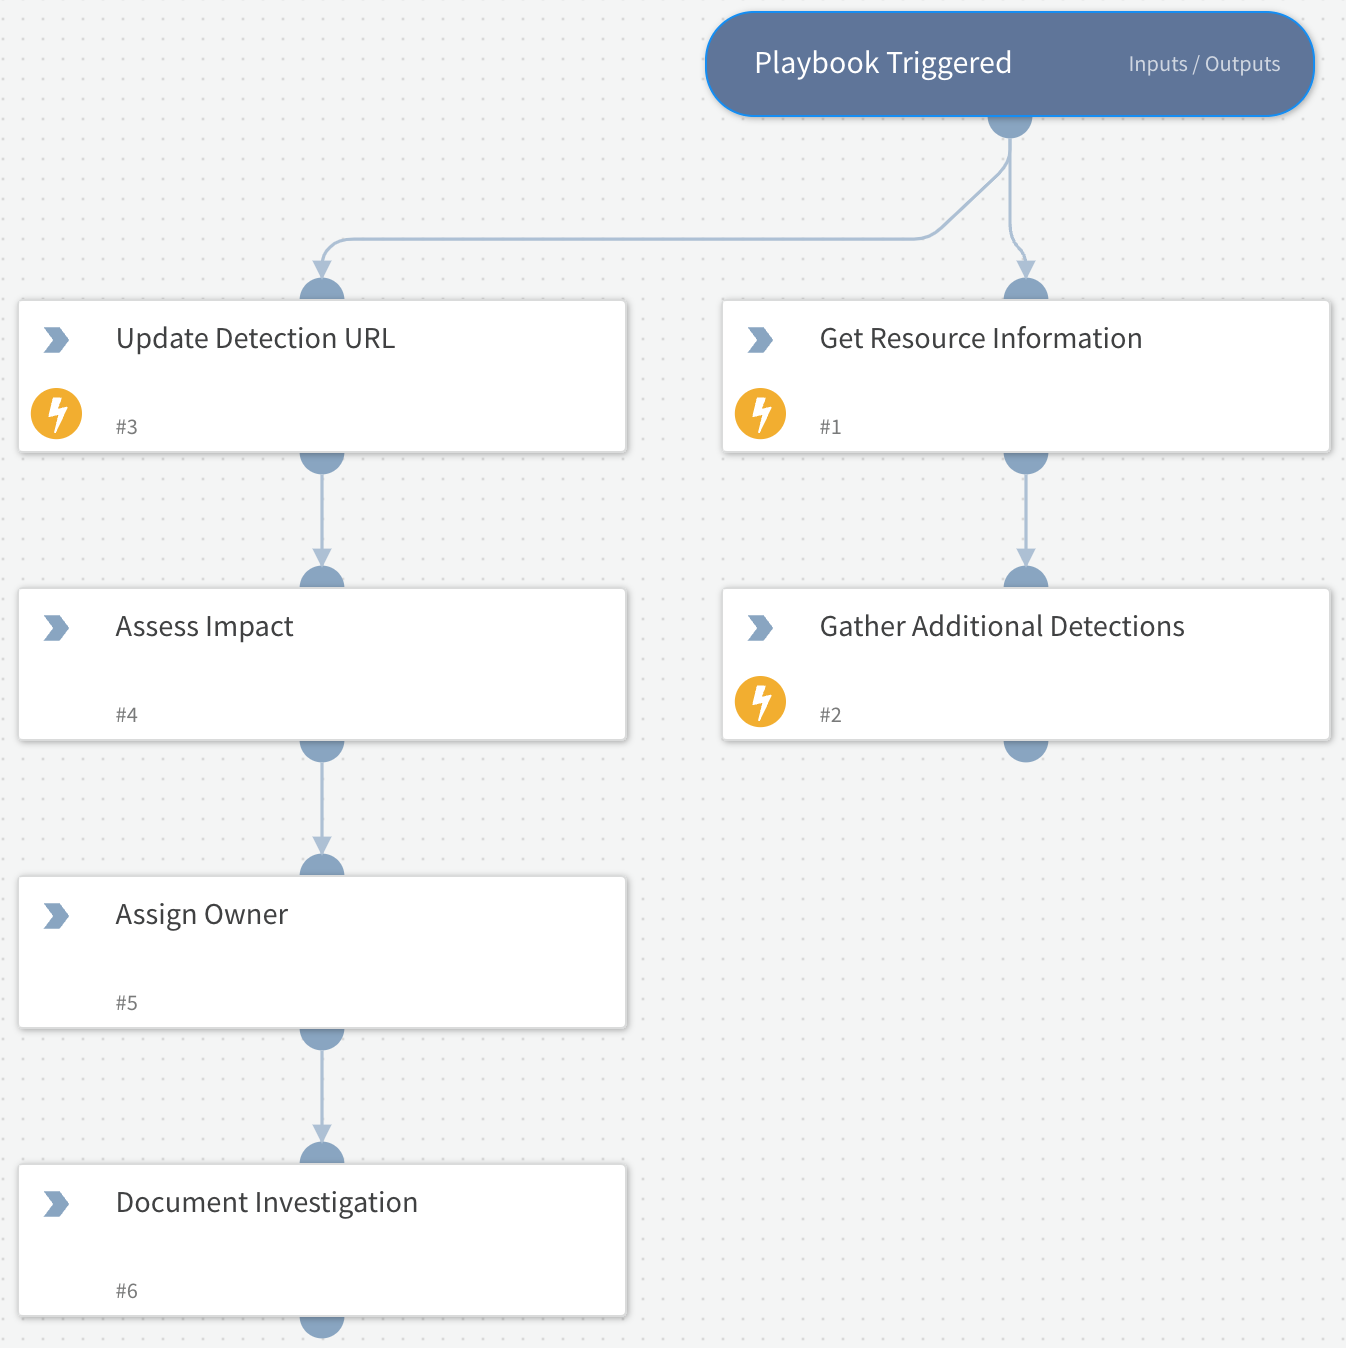 Playbook Triggered
Inputs / Outputs
Update Detection URL
#3
Get Resource Information
#1
Assess Impact
#4
Gather Additional Detections
#2
Assign Owner
#5
Document Investigation
#6